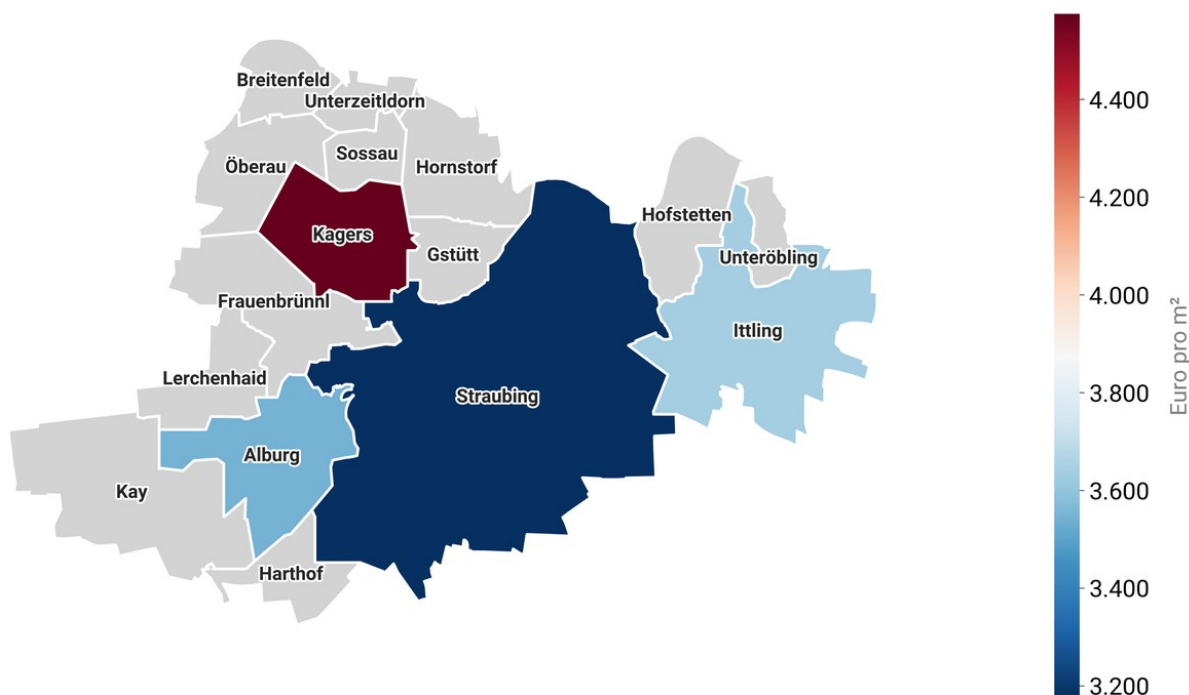 Breitenfeld
Unterzeitldorn
Öberau
Sossau
Hornstorf
Kagers
Gstütt
Hofstetten
Unteröbling
Frauenbrünnl
Ittling
Lerchenhaid
Straubing
Alburg
Kay
Harthof
4.400
4.200
4.000
3.800
3.600
3.400
3.200
Euro pro m²